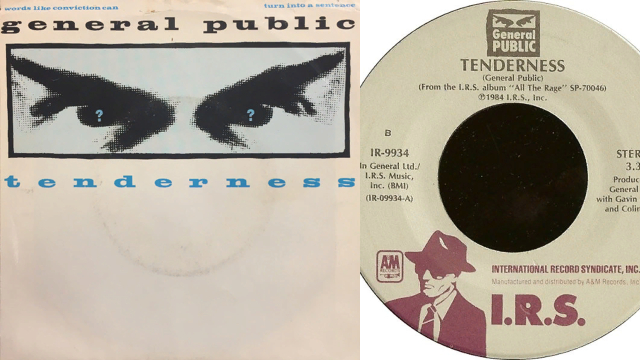 words like conviction can
turn into a sentence
general public
?
?
tenderness
General
PUBLIC
TENDERNESS
(General Public)
(From the I.R.S. album "All The Rage" SP-70046)
℗1984 I.R.S., Inc.
B
IR-9934
In General Ltd./
I.R.S. Music,
Inc. (BMI)
(IR-09934-A)
STER
3.3
Produc
General
with Gavin
and Colin
A&M
RECORDS
INTERNATIONAL RECORD SYNDICATE, INC.
Manufactured and distributed by A&M Records, Inc.
I.R.S.